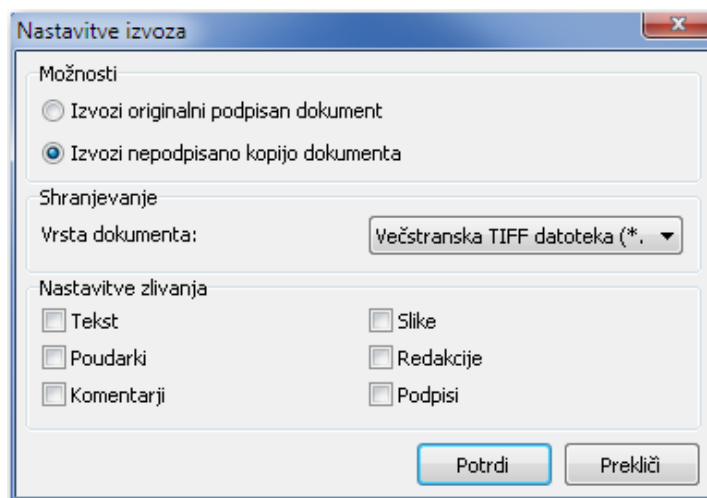 Nastavitve izvoza
Možnosti
Izvozi originalni podpisan dokument
Izvozi nepodpisano kopijo dokumenta
Shranjevanje
Vrsta dokumenta: Večstranska TIFF datoteka (*.
Nastavitve zlivanja
Tekst Slike
Poudarki Redakcije
Komentarji Podpisi
Potrdi Prekliči